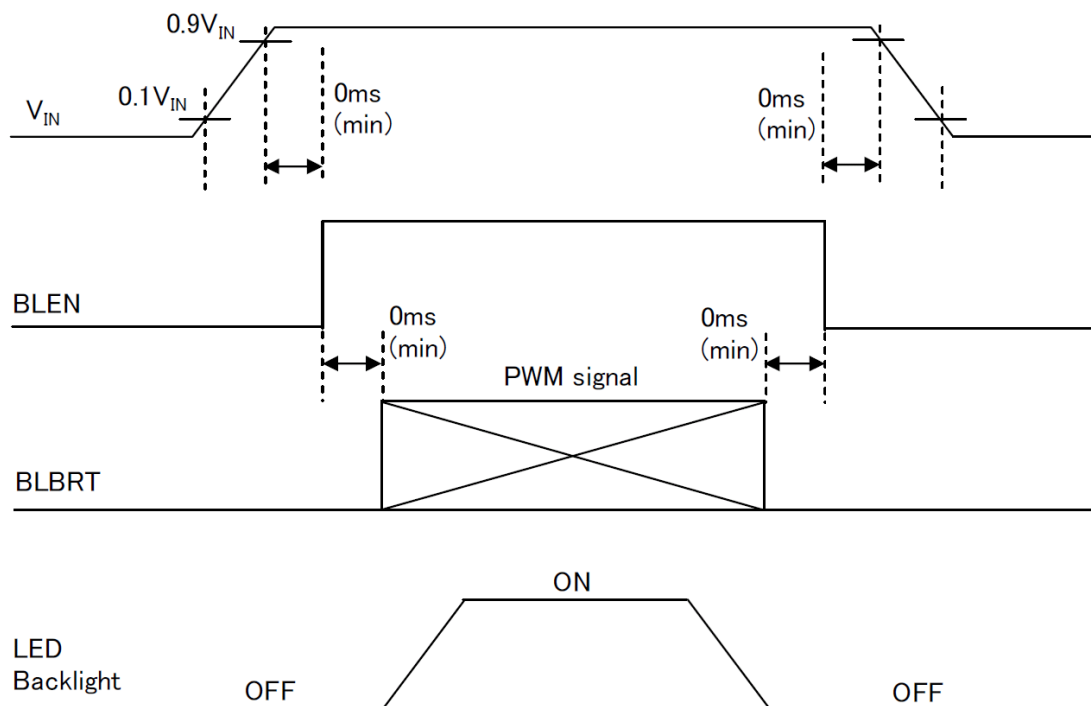 0.9VIN
0.1VIN
VIN
0ms
(min)
0ms
(min)
BLEN
0ms
(min)
0ms
(min)
PWM signal
BLBRT
ON
LED
Backlight
OFF
OFF